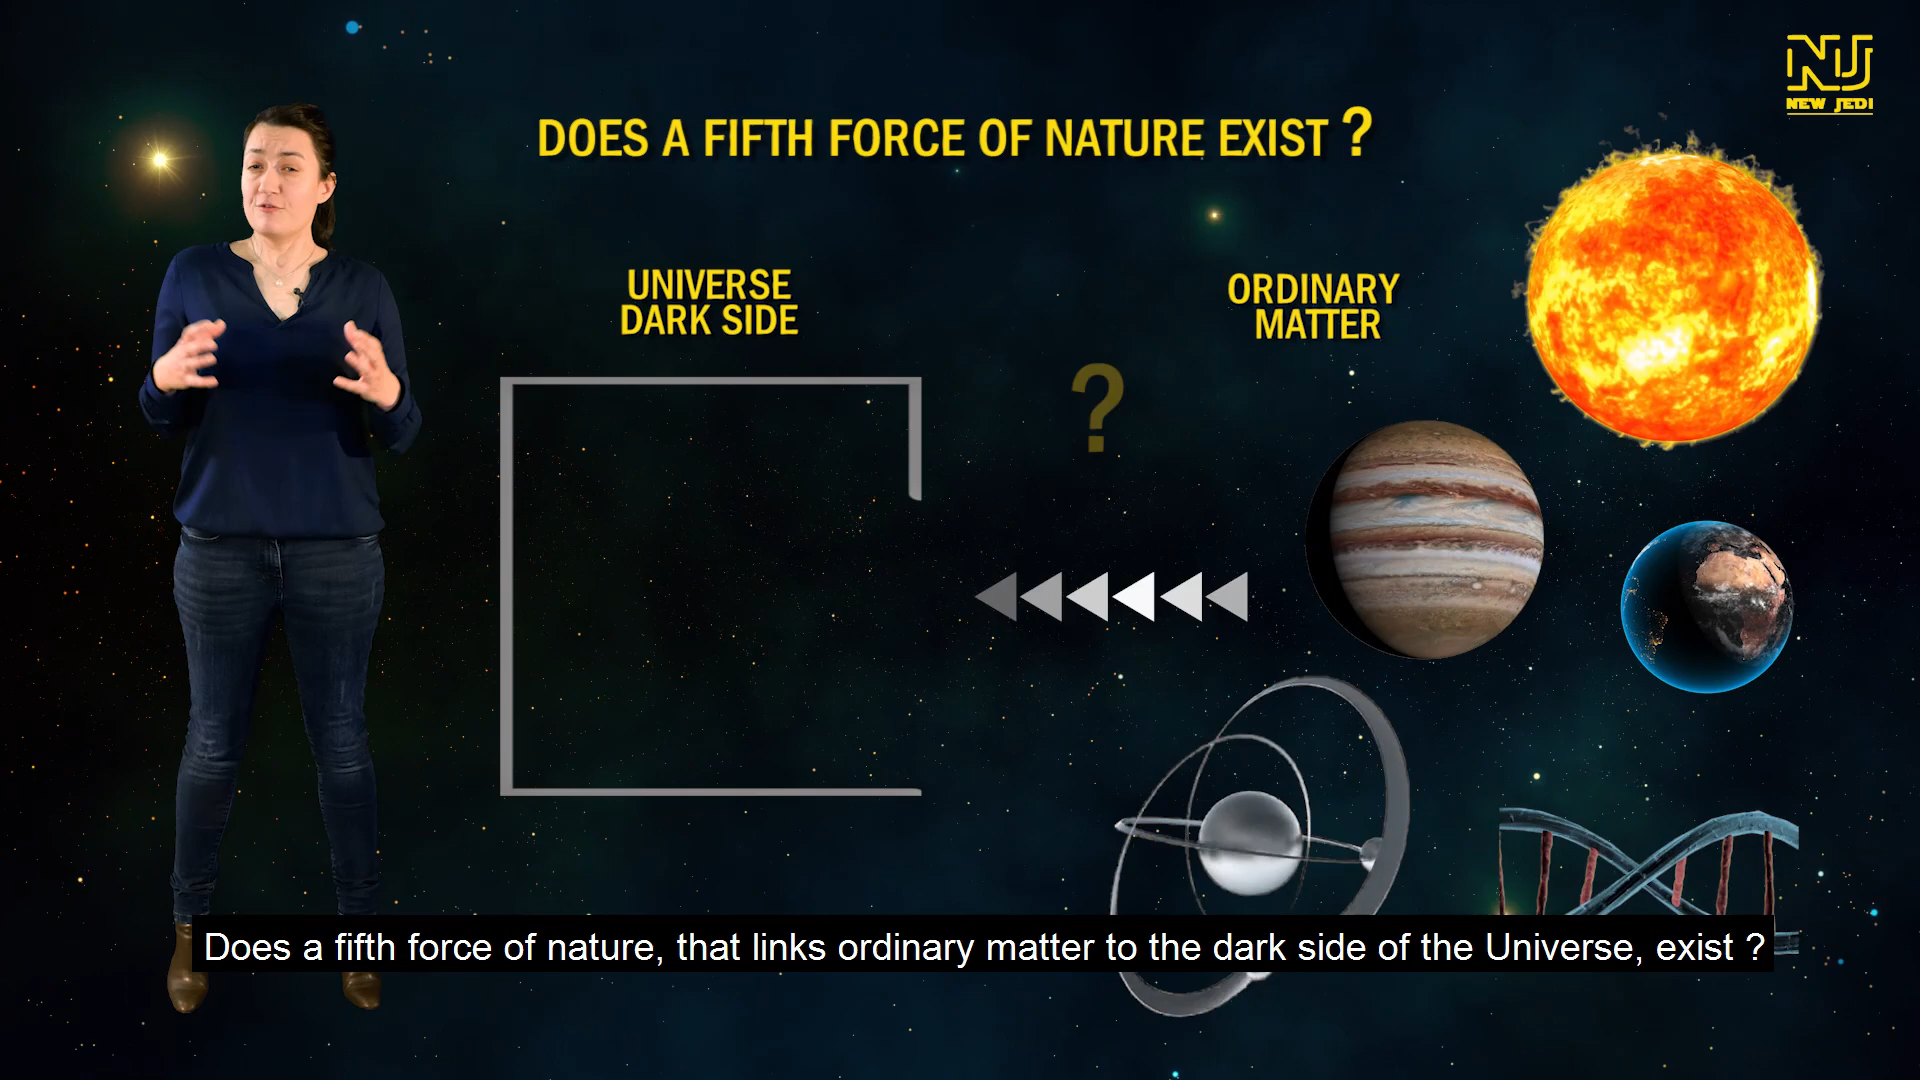 NJ
NEW JEDI
DOES A FIFTH FORCE OF NATURE EXIST ?
UNIVERSE
DARK SIDE
ORDINARY
MATTER
?
Does a fifth force of nature, that links ordinary matter to the dark side of the Universe, exist ?